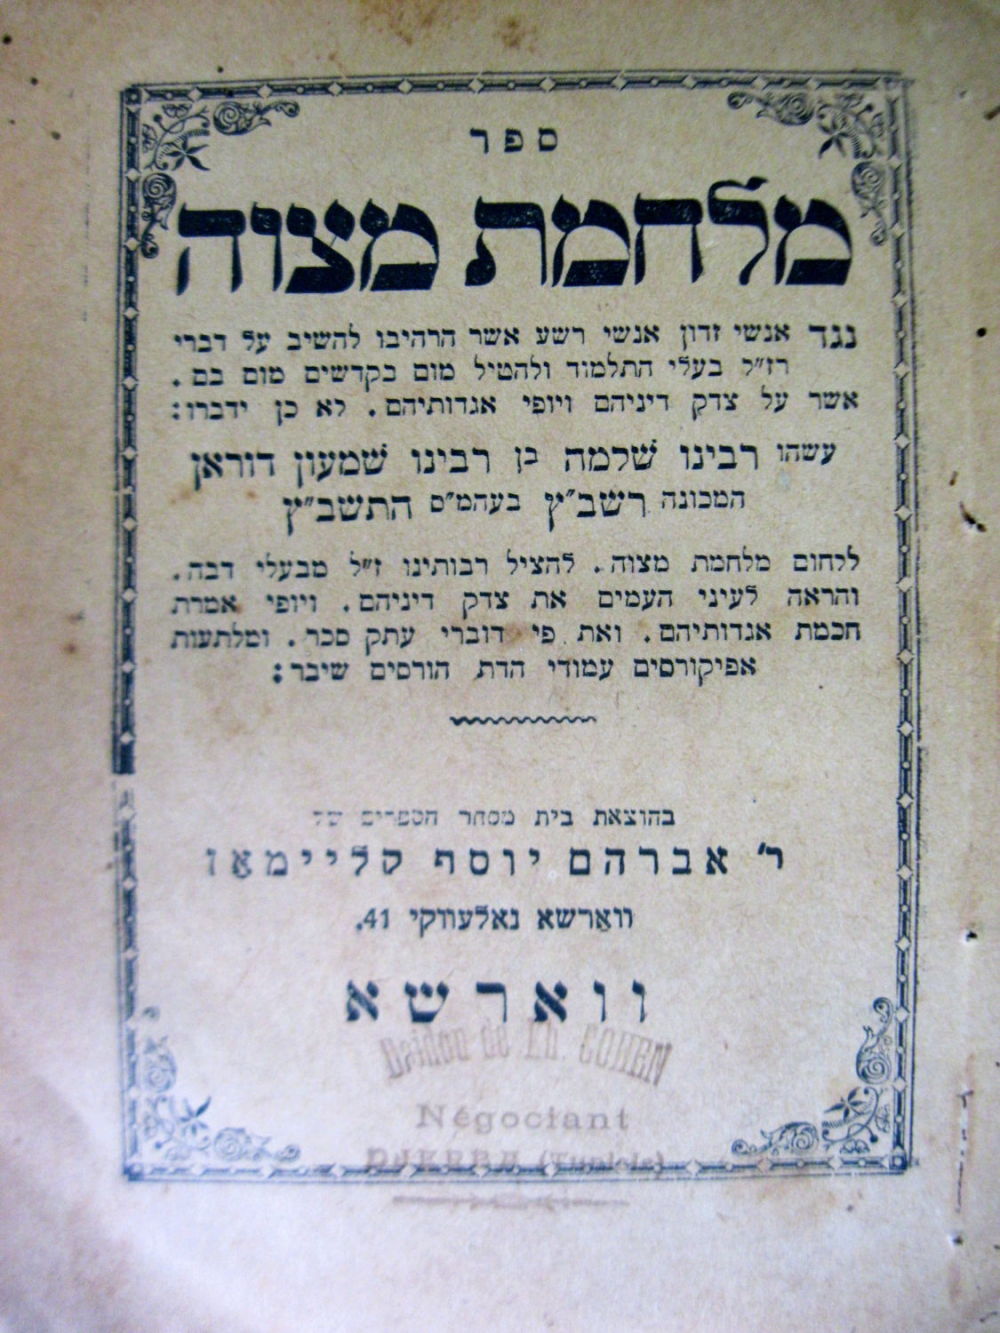 ספר
מלחמת מצוה
נגד אנשי זדון אנשי רשע אשר הרהיבו להשיב על דברי
רז״ל בעלי התלמוד ולהטיל מום בקדשים מום בם.
אשר על צדק דיניהם ויופי אגדותיהם. לא כן ידברו:
עשהו רבינו שלמה בן רבינו שמעון דוראן
המכונה רשב״ץ בעהמ״ס התשב״ץ
ללחום מלחמת מצוה. להציל רבותינו ז״ל מבעלי דבה.
והראה לעיני העמים את צדק דיניהם. ויופי אמרת
חכמת אגדותיהם. ואת פי דוברי עתק סכר. ומלתעות
אפיקורסים עמודי הדת הורסים שיבר:
בהוצאת בית מסחר הספרים של
ר׳ אברהם יוסף קליימאן
ווארשא נאלעווקי 41.
ווארשא
de COHEN
Négociant
DJERBA (Tunisie)